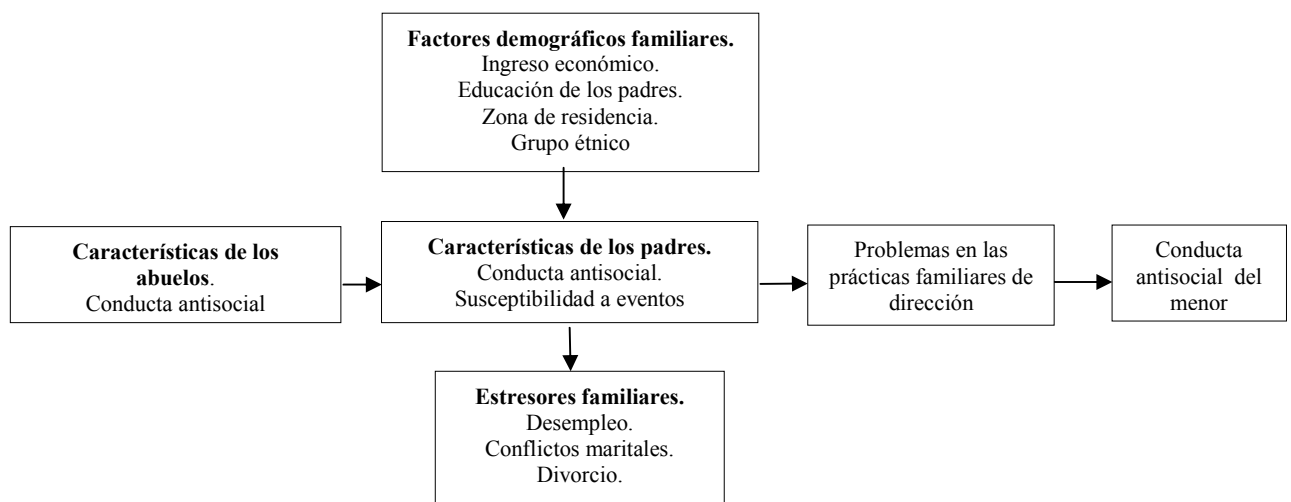 Factores demográficos familiares.
Ingreso económico.
Educación de los padres.
Zona de residencia.
Grupo étnico
Características de los
abuelos.
Conducta antisocial
Características de los padres.
Conducta antisocial.
Susceptibilidad a eventos
Problemas en las
prácticas familiares de
dirección
Conducta
antisocial del
menor
Estresores familiares.
Desempleo.
Conflictos maritales.
Divorcio.